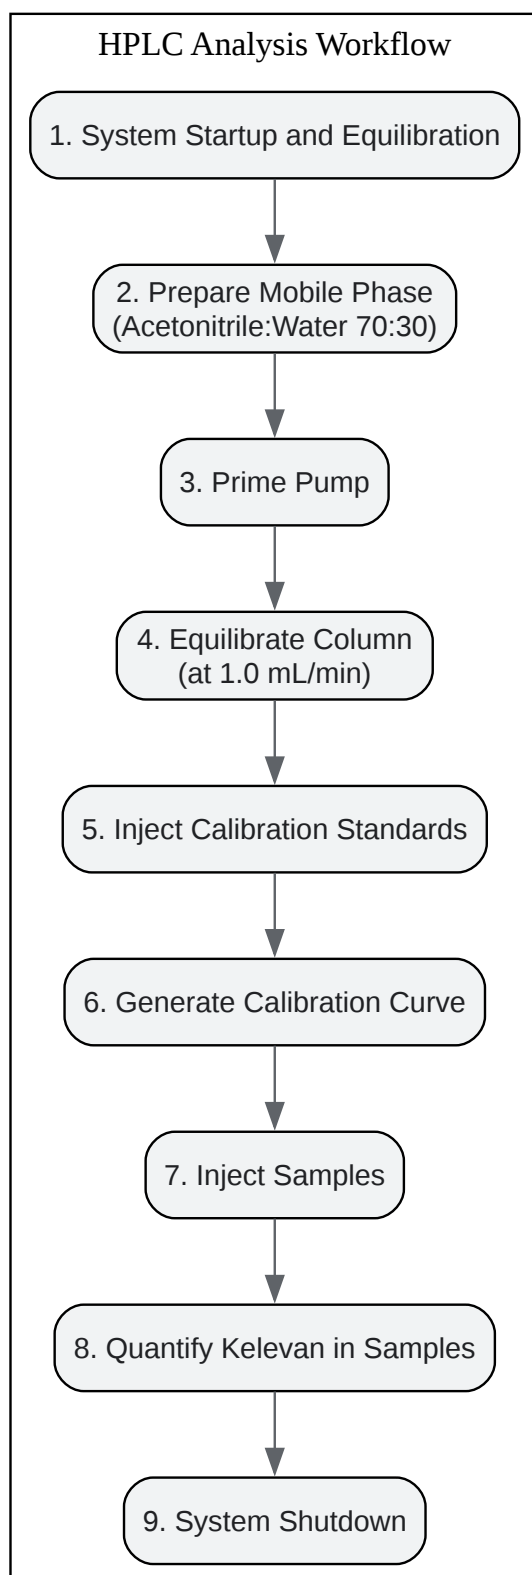 HPLC Analysis Workflow
1. System Startup and Equilibration
2. Prepare Mobile Phase
(Acetonitrile:Water 70:30)
3. Prime Pump
4. Equilibrate Column
(at 1.0 mL/min)
5. Inject Calibration Standards
6. Generate Calibration Curve
7. Inject Samples
8. Quantify Kelevan in Samples
9. System Shutdown